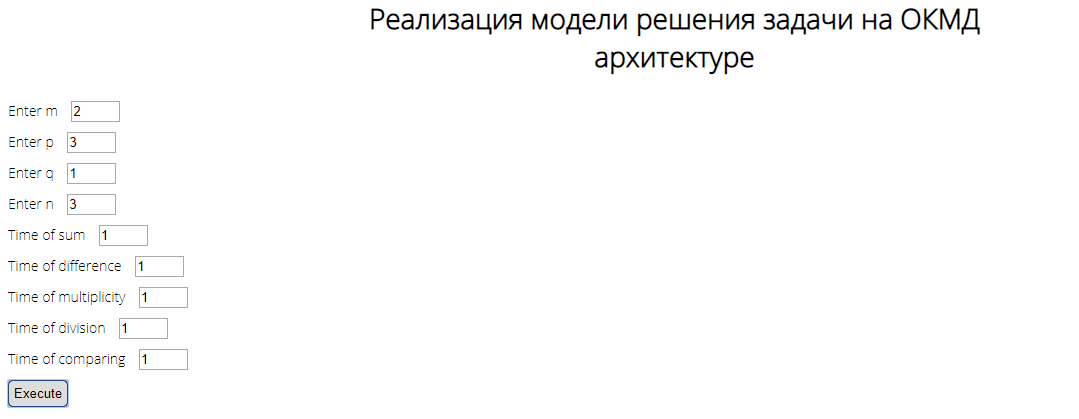 Реализация модели решения задачи на ОКМД
архитектуре
Enter m 2
Enter p 3
Enter q 1
Enter n 3
Time of sum 1
Time of difference 1
Time of multiplicity 1
Time of division 1
Time of comparing 1
Execute